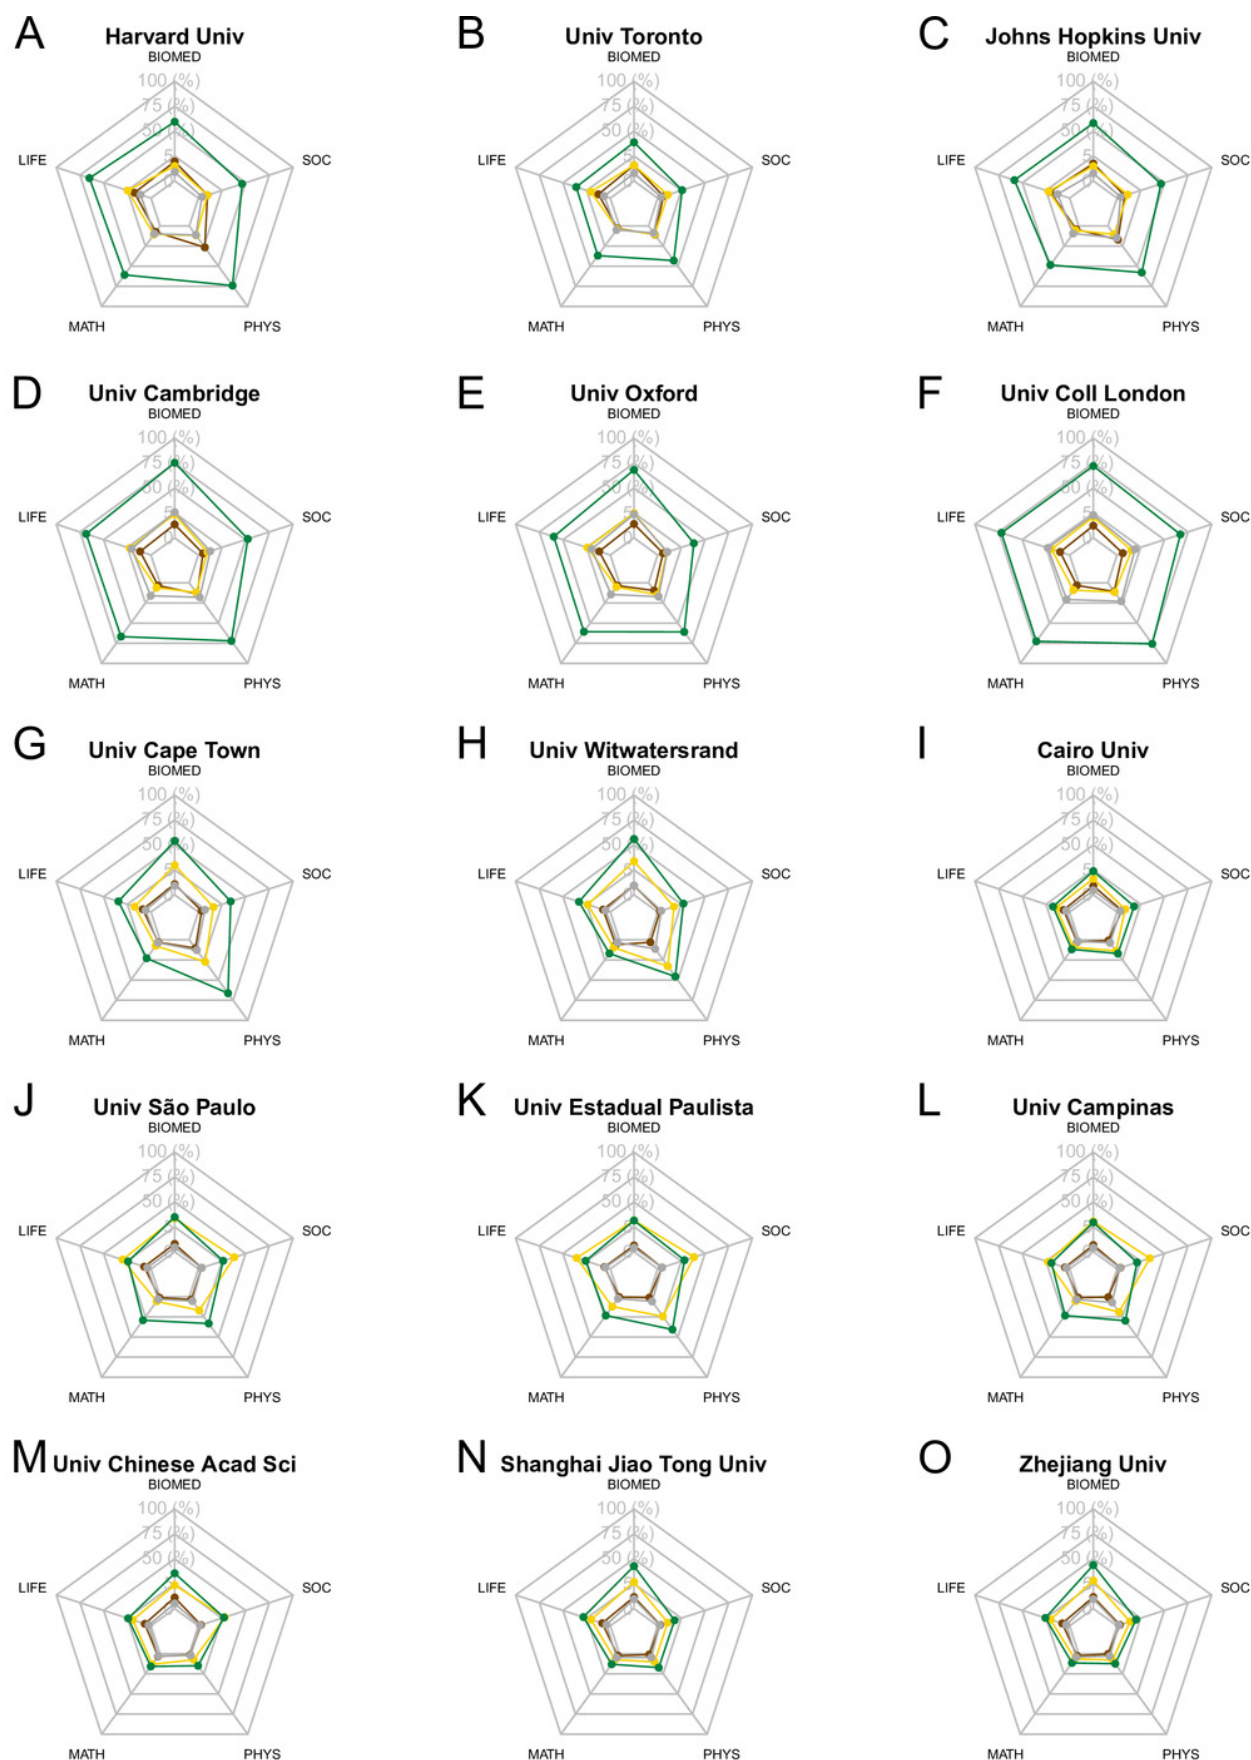 A Harvard Univ
BIOMED
100 (%)
75 (%)
50 (%)
LIFE
SOC
MATH
PHYS
B Univ Toronto
BIOMED
100 (%)
75 (%)
50 (%)
LIFE
SOC
MATH
PHYS
C Johns Hopkins Univ
BIOMED
100 (%)
75 (%)
50 (%)
LIFE
SOC
MATH
PHYS
D Univ Cambridge
BIOMED
100 (%)
75 (%)
50 (%)
LIFE
SOC
MATH
PHYS
E Univ Oxford
BIOMED
100 (%)
75 (%)
50 (%)
LIFE
SOC
MATH
PHYS
F Univ Coll London
BIOMED
100 (%)
75 (%)
50 (%)
LIFE
SOC
MATH
PHYS
G Univ Cape Town
BIOMED
100 (%)
75 (%)
50 (%)
LIFE
SOC
MATH
PHYS
H Univ Witwatersrand
BIOMED
100 (%)
75 (%)
50 (%)
LIFE
SOC
MATH
PHYS
I Cairo Univ
BIOMED
100 (%)
75 (%)
50 (%)
LIFE
SOC
MATH
PHYS
J Univ São Paulo
BIOMED
100 (%)
75 (%)
50 (%)
LIFE
SOC
MATH
PHYS
K Univ Estadual Paulista
BIOMED
100 (%)
75 (%)
50 (%)
LIFE
SOC
MATH
PHYS
L Univ Campinas
BIOMED
100 (%)
75 (%)
50 (%)
LIFE
SOC
MATH
PHYS
M Univ Chinese Acad Sci
BIOMED
100 (%)
75 (%)
50 (%)
LIFE
SOC
MATH
PHYS
N Shanghai Jiao Tong Univ
BIOMED
100 (%)
75 (%)
50 (%)
LIFE
SOC
MATH
PHYS
O Zhejiang Univ
BIOMED
100 (%)
75 (%)
50 (%)
LIFE
SOC
MATH
PHYS